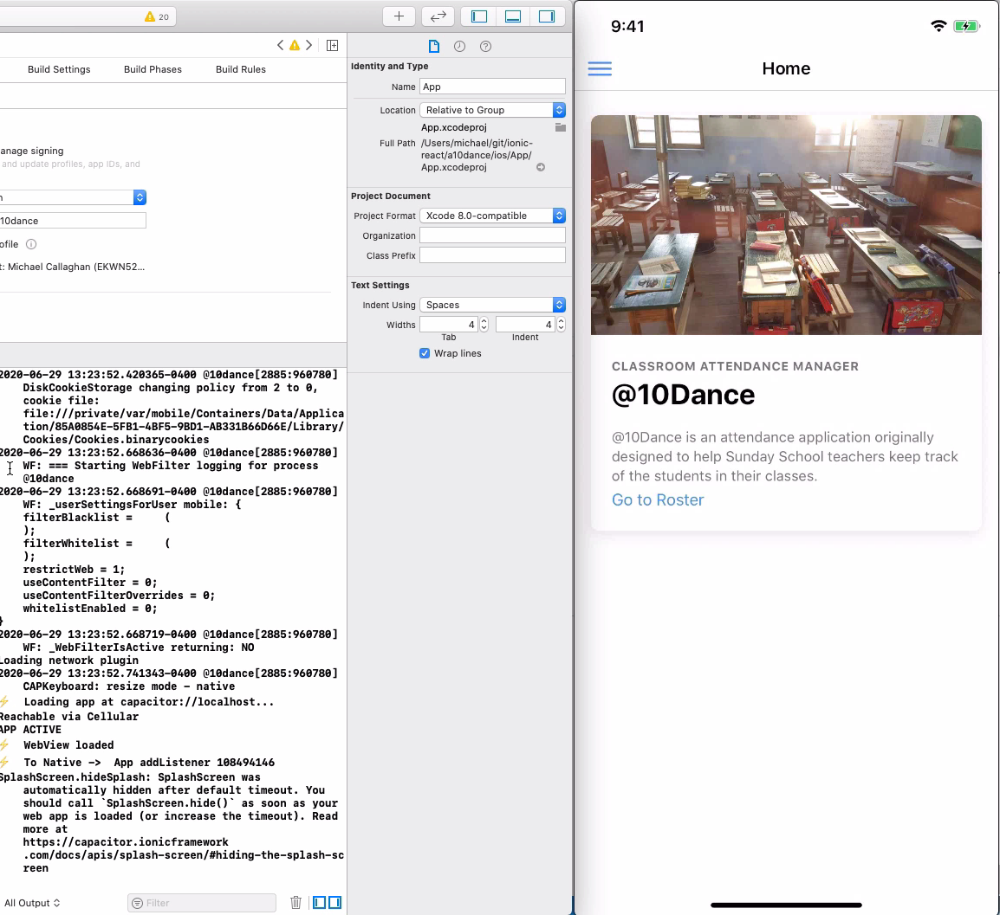 20
Build Settings Build Phases Build Rules
anage signing
and update profiles, app IDs, and
10dance
ofile
t: Michael Callaghan (EKWN52...
Identity and Type
Name App
Location Relative to Group
App.xcodeproj
Full Path /Users/michael/git/ionic-
react/a10dance/ios/App/
App.xcodeproj
Project Document
Project Format Xcode 8.0-compatible
Organization
Class Prefix
Text Settings
Indent Using Spaces
Widths 4 4
Tab Indent
Wrap lines
2020-06-29 13:23:52.420365-0400 @10dance[2885:960780]
DiskCookieStorage changing policy from 2 to 0,
cookie file:
file:///private/var/mobile/Containers/Data/Applica
tion/85A0854E-5FB1-4BF5-9BD1-AB331B66D66E/Library/
Cookies/Cookies.binarycookies
2020-06-29 13:23:52.668636-0400 @10dance[2885:960780]
WF: === Starting WebFilter logging for process
@10dance
2020-06-29 13:23:52.668691-0400 @10dance[2885:960780]
WF: _userSettingsForUser mobile: {
filterBlacklist = (
);
filterWhitelist = (
);
restrictWeb = 1;
useContentFilter = 0;
useContentFilterOverrides = 0;
whitelistEnabled = 0;
}
2020-06-29 13:23:52.668719-0400 @10dance[2885:960780]
WF: _WebFilterIsActive returning: NO
Loading network plugin
2020-06-29 13:23:52.741343-0400 @10dance[2885:960780]
CAPKeyboard: resize mode - native
⚡ Loading app at capacitor://localhost...
Reachable via Cellular
APP ACTIVE
⚡ WebView loaded
⚡ To Native -> App addListener 108494146
SplashScreen.hideSplash: SplashScreen was
automatically hidden after default timeout. You
should call `SplashScreen.hide()` as soon as your
web app is loaded (or increase the timeout). Read
more at
https://capacitor.ionicframework
.com/docs/apis/splash-screen/#hiding-the-splash-sc
reen
All Output Filter
9:41
Home
CLASSROOM ATTENDANCE MANAGER
@10Dance
@10Dance is an attendance application originally
designed to help Sunday School teachers keep track
of the students in their classes.
Go to Roster